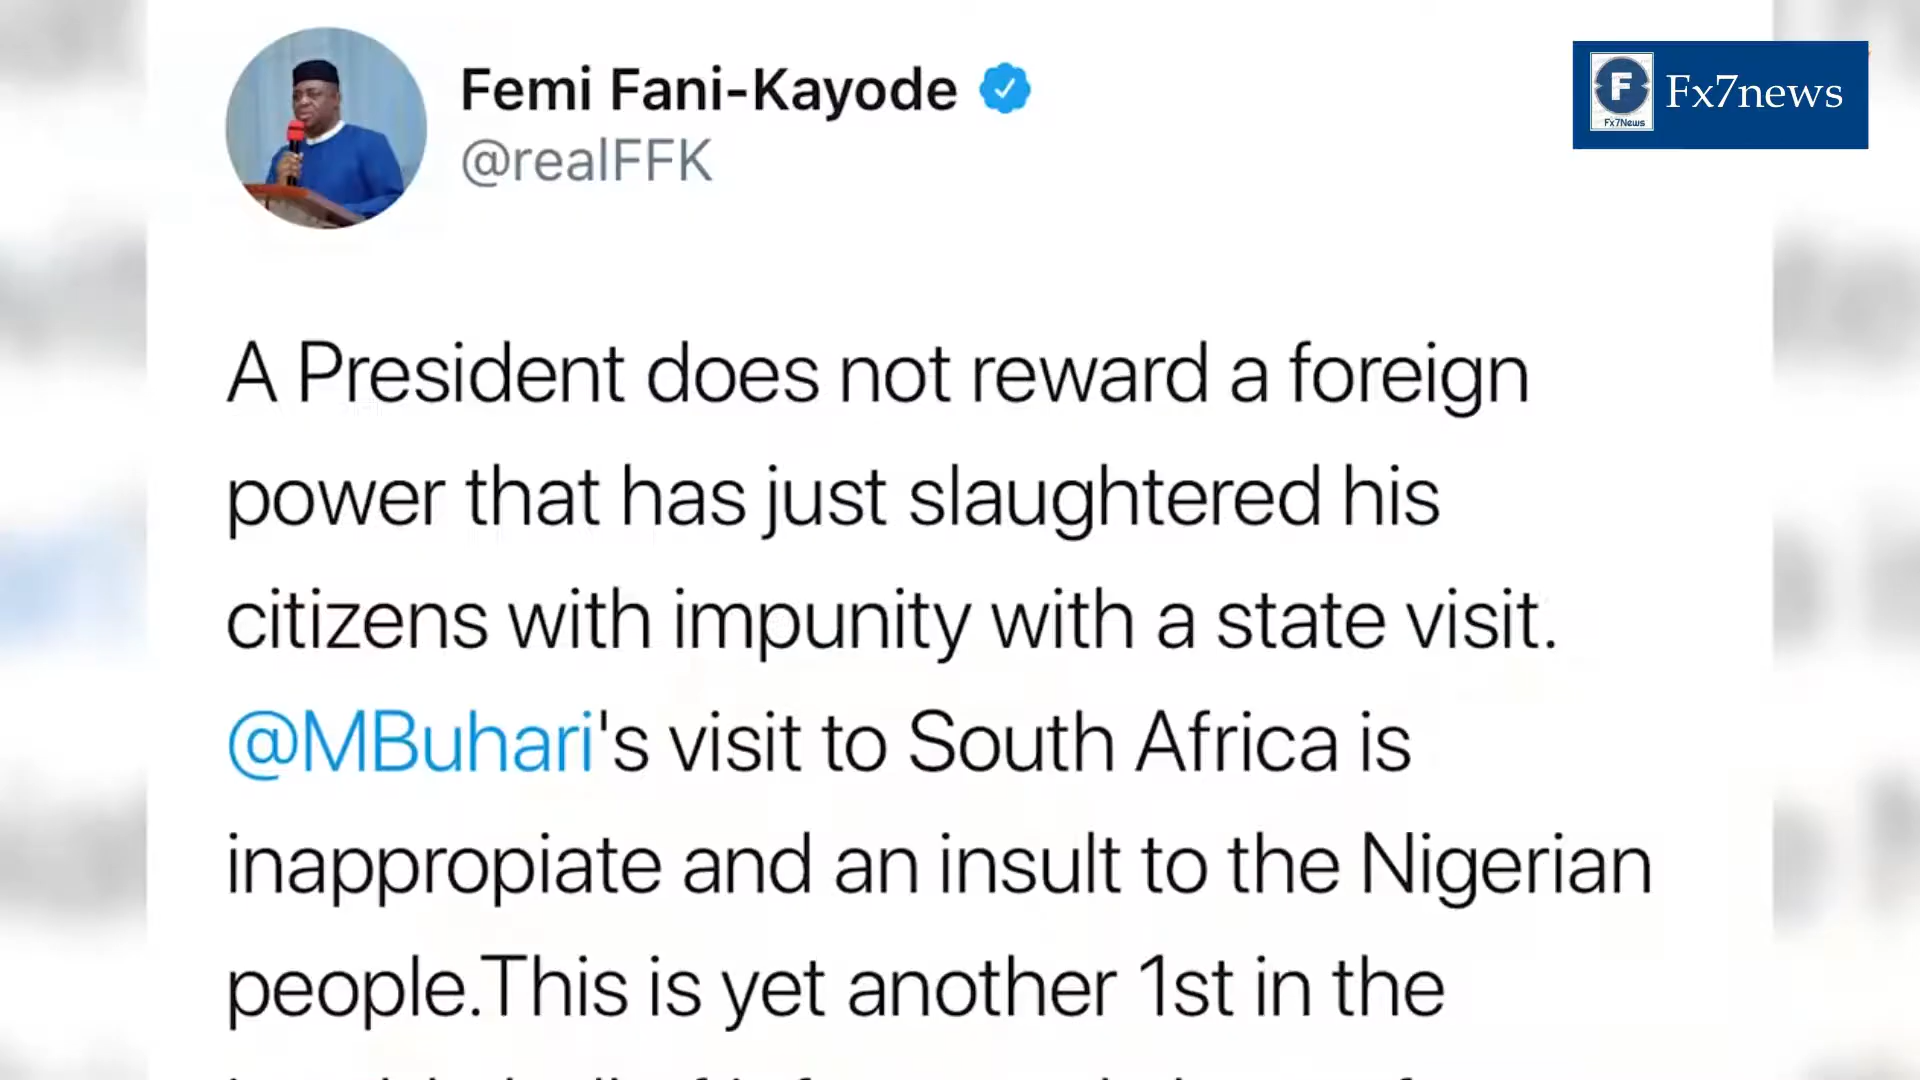 Femi Fani-Kayode
@realFFK
F
Fx7News
Fx7news
A President does not reward a foreign
power that has just slaughtered his
citizens with impunity with a state visit.
@MBuhari's visit to South Africa is
inappropiate and an insult to the Nigerian
people.This is yet another 1st in the